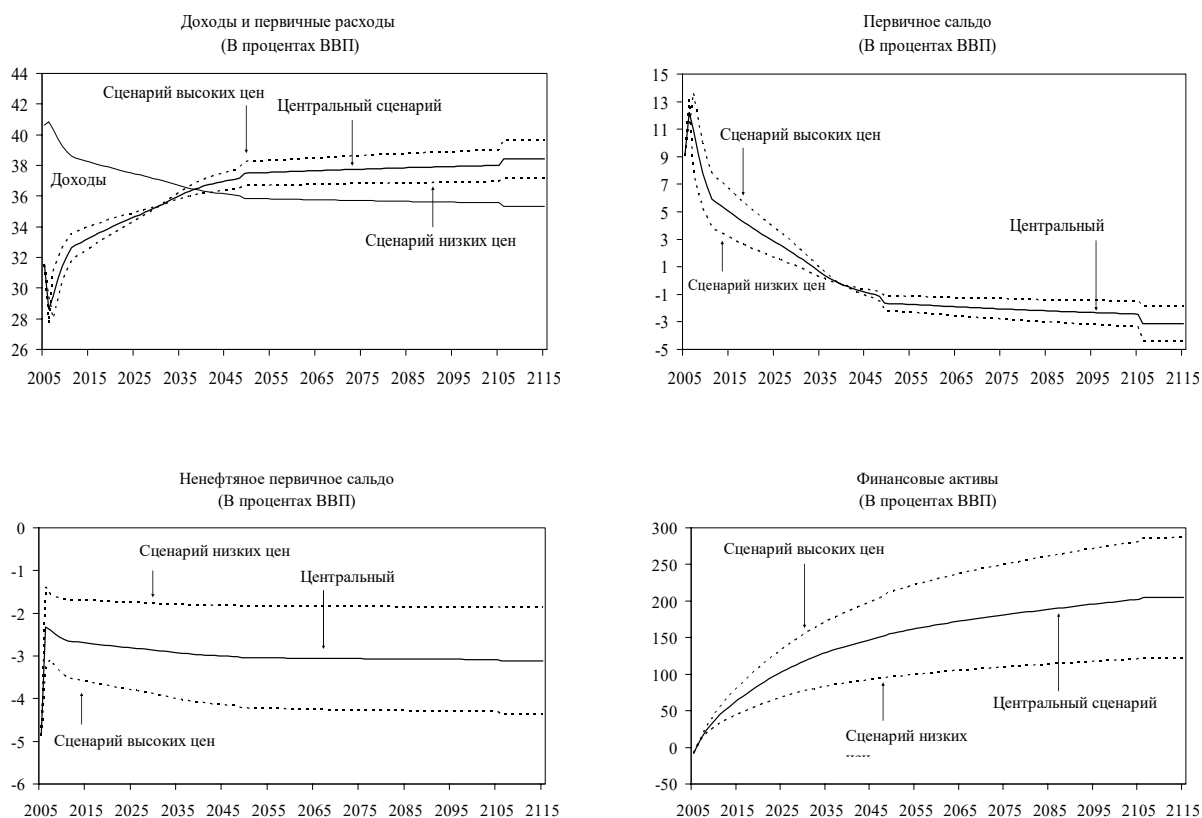 Доходы и первичные расходы
(В процентах ВВП)
44
42
40
38
36
34
32
30
28
26
Сценарий высоких цен
Центральный сценарий
Доходы
Сценарий низких цен
2005 2015 2025 2035 2045 2055 2065 2075 2085 2095 2105 2115
Первичное сальдо
(В процентах ВВП)
15
13
11
9
7
5
3
1
-1
-3
-5
Сценарий высоких цен
Центральный
Сценарий низких цен
2005 2015 2025 2035 2045 2055 2065 2075 2085 2095 2105 2115
Ненефтяное первичное сальдо
(В процентах ВВП)
0
-1
-2
-3
-4
-5
-6
Сценарий низких цен
Центральный
Сценарий высоких цен
2005 2015 2025 2035 2045 2055 2065 2075 2085 2095 2105 2115
Финансовые активы
(В процентах ВВП)
300
250
200
150
100
50
0
-50
Сценарий высоких цен
Центральный сценарий
Сценарий низких
2005 2015 2025 2035 2045 2055 2065 2075 2085 2095 2105 2115